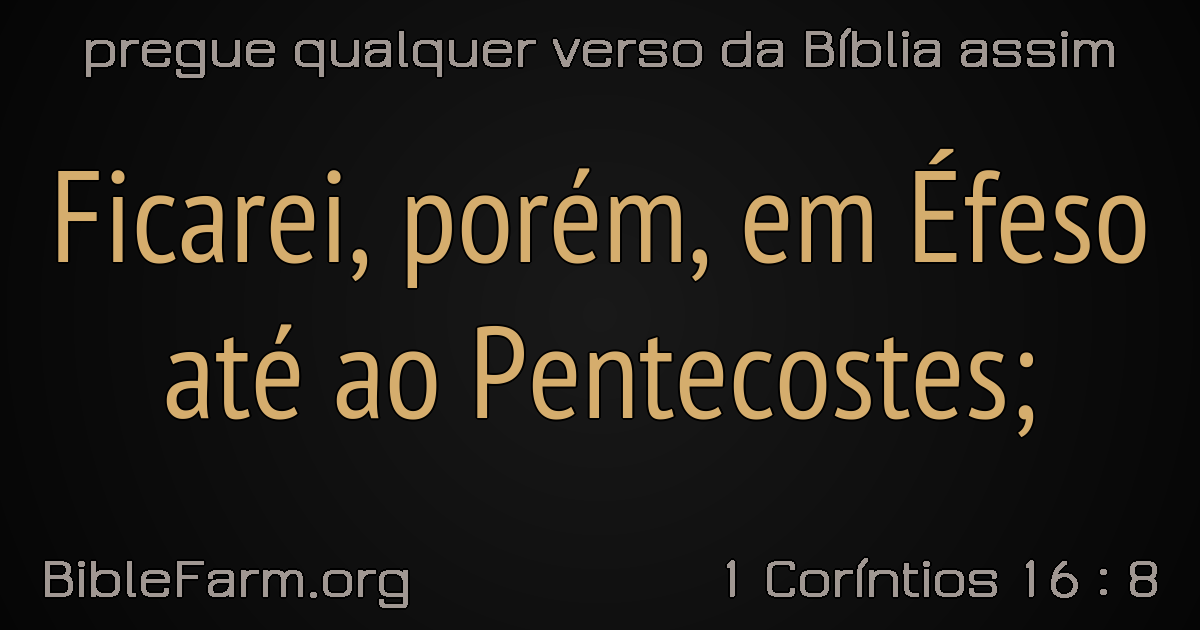 pregue qualquer verso da Bíblia assim
Ficarei, porém, em Éfeso
até ao Pentecostes;
BibleFarm.org
1 Coríntios 16 : 8